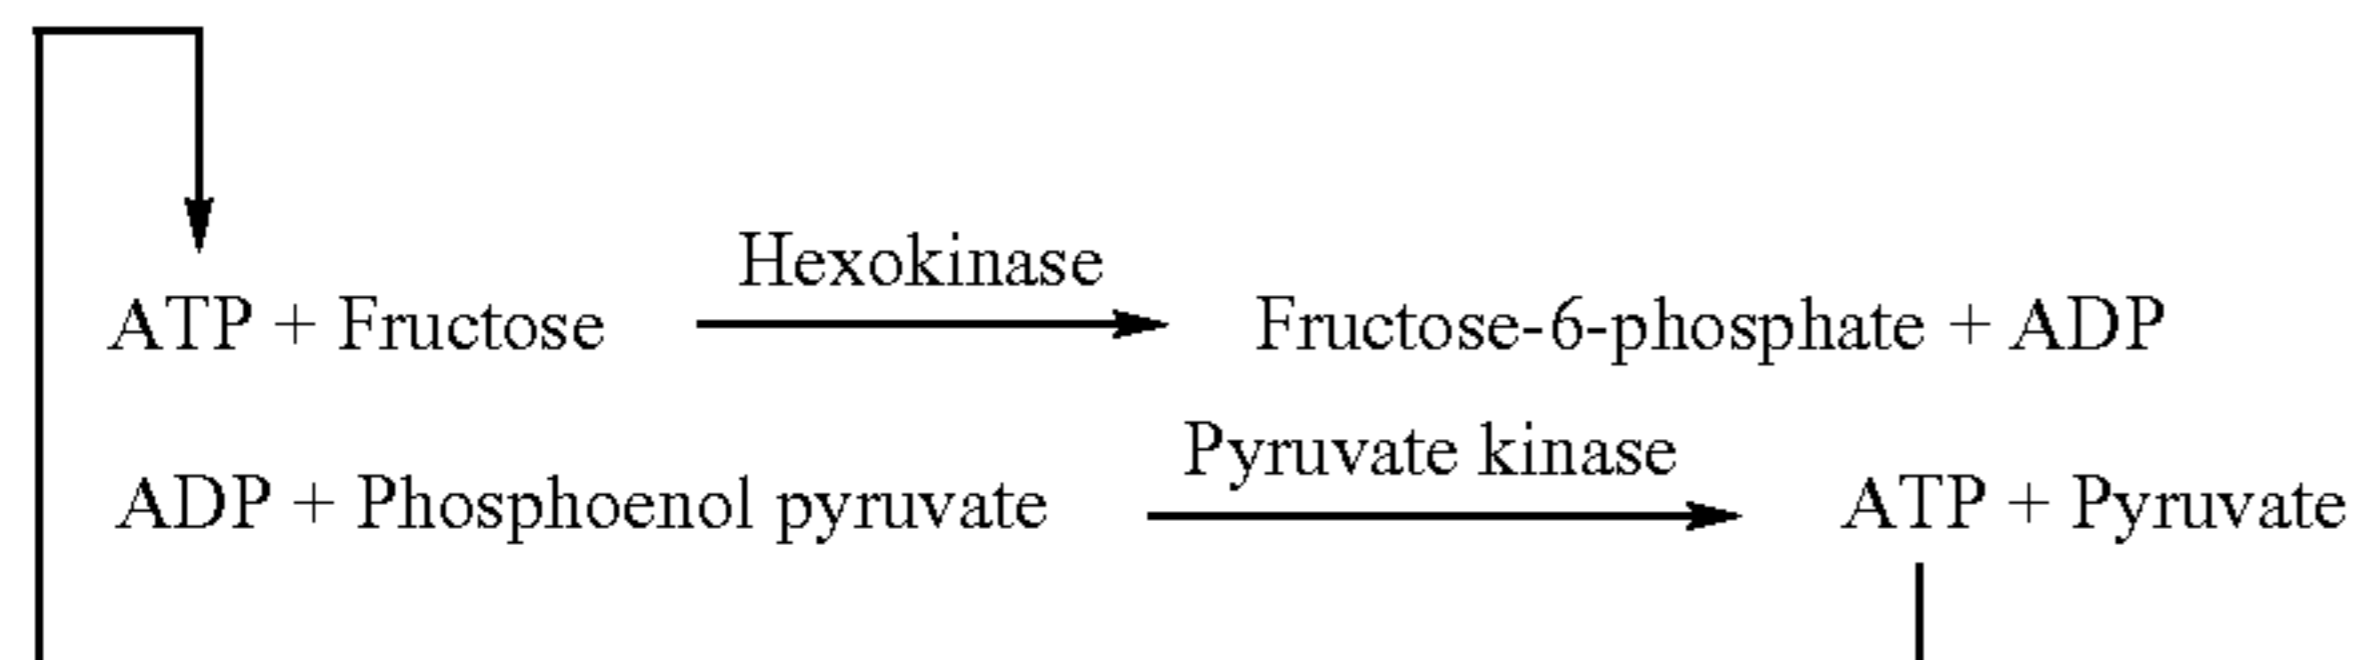 Hexokinase
ATP + Fructose Fructose-6-phosphate + ADP
Pyruvate kinase
ADP + Phosphoenol pyruvate ATP + Pyruvate